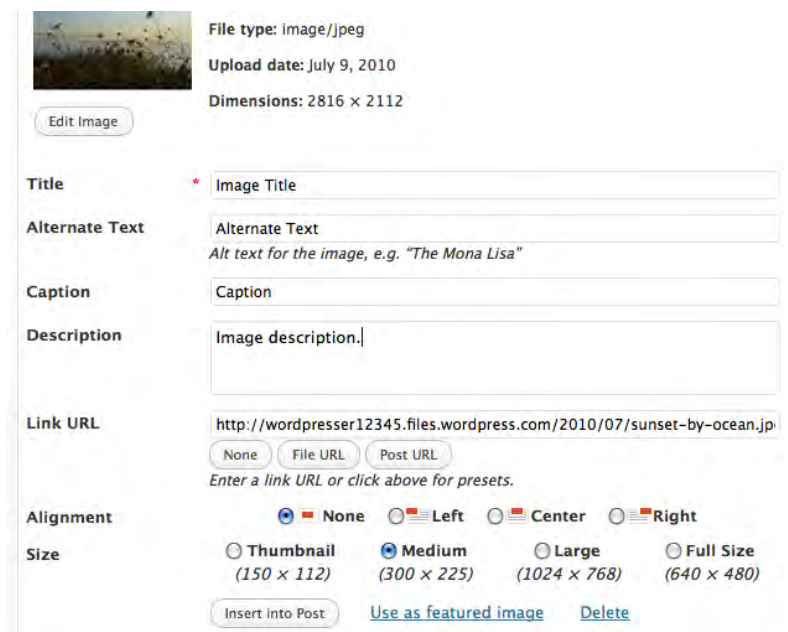 File type: image/jpeg
Upload date: July 9, 2010
Dimensions: 2816 × 2112
Edit Image
Title * Image Title
Alternate Text Alternate Text
Alt text for the image, e.g. “The Mona Lisa”
Caption Caption
Description Image description.
Link URL http://wordpresser12345.files.wordpress.com/2010/07/sunset-by-ocean.jp
None File URL Post URL
Enter a link URL or click above for presets.
Alignment None Left Center Right
Size Thumbnail Medium Large Full Size
(150 × 112) (300 × 225) (1024 × 768) (640 × 480)
Insert into Post Use as featured image Delete